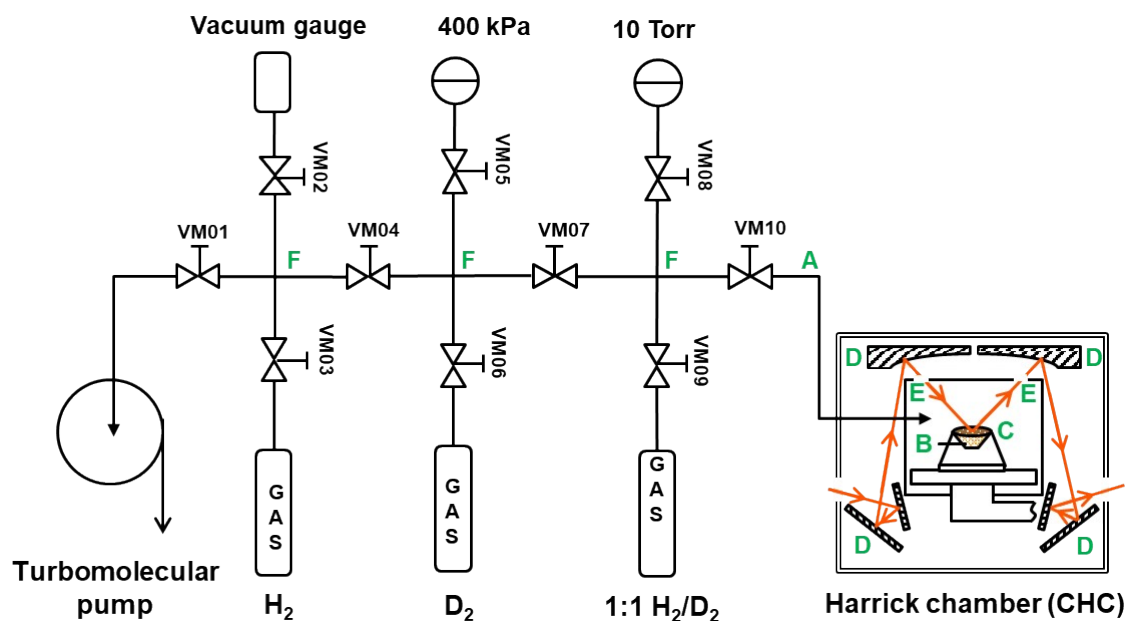 Vacuum gauge
400 kPa
10 Torr
VM02
VM05
VM08
VM01
VM04
VM07
VM10
F
F
F
A
VM03
VM06
VM09
D
D
E
E
B
C
D
D
GAS
GAS
GAS
Turbomolecular
pump
H₂
D₂
1:1 H₂/D₂
Harrick chamber (CHC)